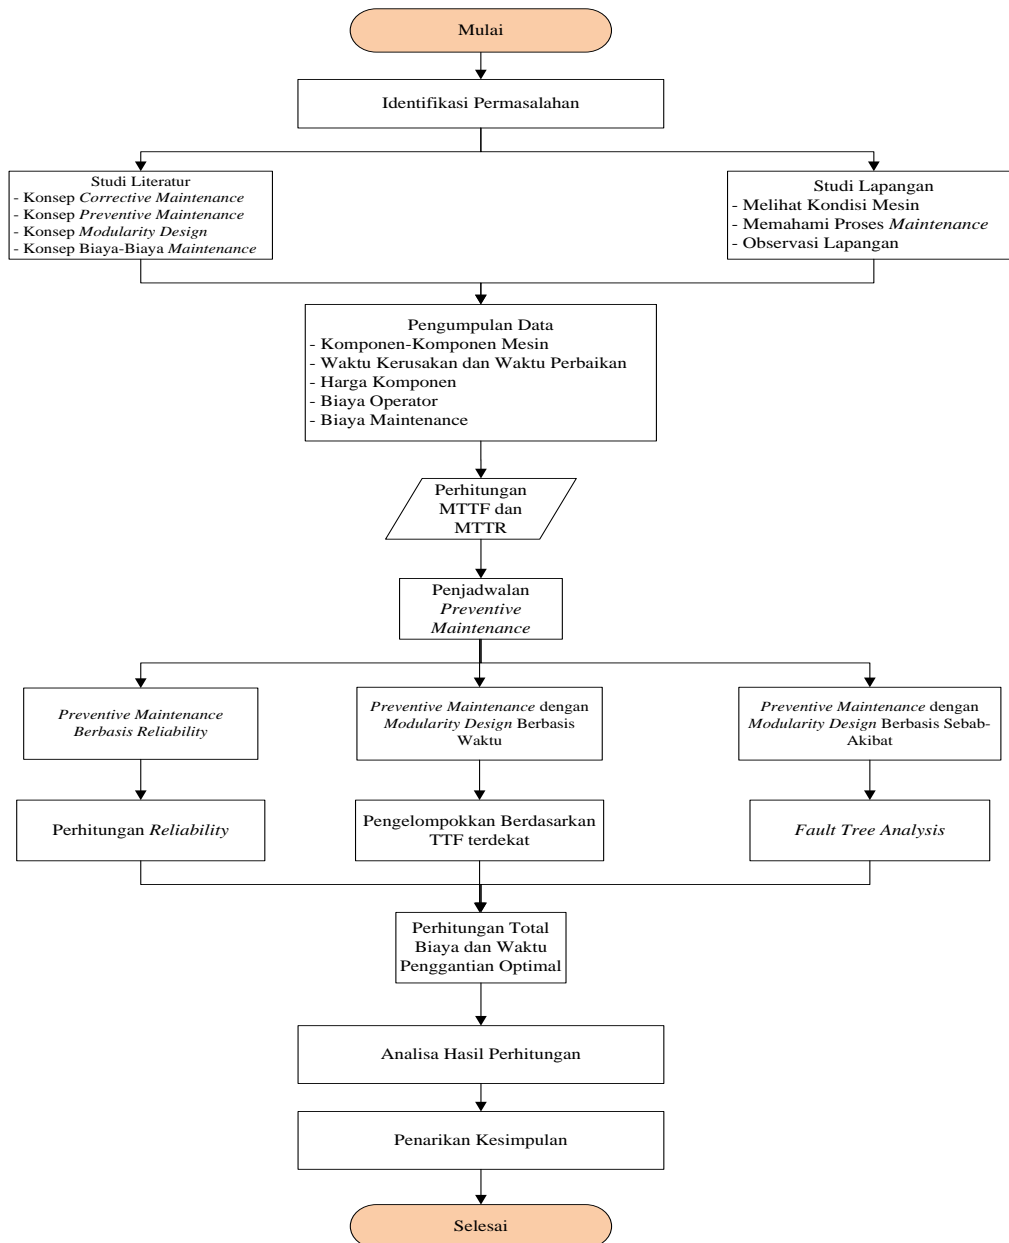 Mulai
Identifikasi Permasalahan
Studi Literatur
- Konsep Corrective Maintenance
- Konsep Preventive Maintenance
- Konsep Modularity Design
- Konsep Biaya-Biaya Maintenance
Studi Lapangan
- Melihat Kondisi Mesin
- Memahami Proses Maintenance
- Observasi Lapangan
Pengumpulan Data
- Komponen-Komponen Mesin
- Waktu Kerusakan dan Waktu Perbaikan
- Harga Komponen
- Biaya Operator
- Biaya Maintenance
Perhitungan
MTTF dan
MTTR
Penjadwalan
Preventive
Maintenance
Preventive Maintenance
Berbasis Reliability
Preventive Maintenance dengan
Modularity Design Berbasis
Waktu
Preventive Maintenance dengan
Modularity Design Berbasis Sebab-
Akibat
Perhitungan Reliability
Pengelompokkan Berdasarkan
TTF terdekat
Fault Tree Analysis
Perhitungan Total
Biaya dan Waktu
Penggantian Optimal
Analisa Hasil Perhitungan
Penarikan Kesimpulan
Selesai